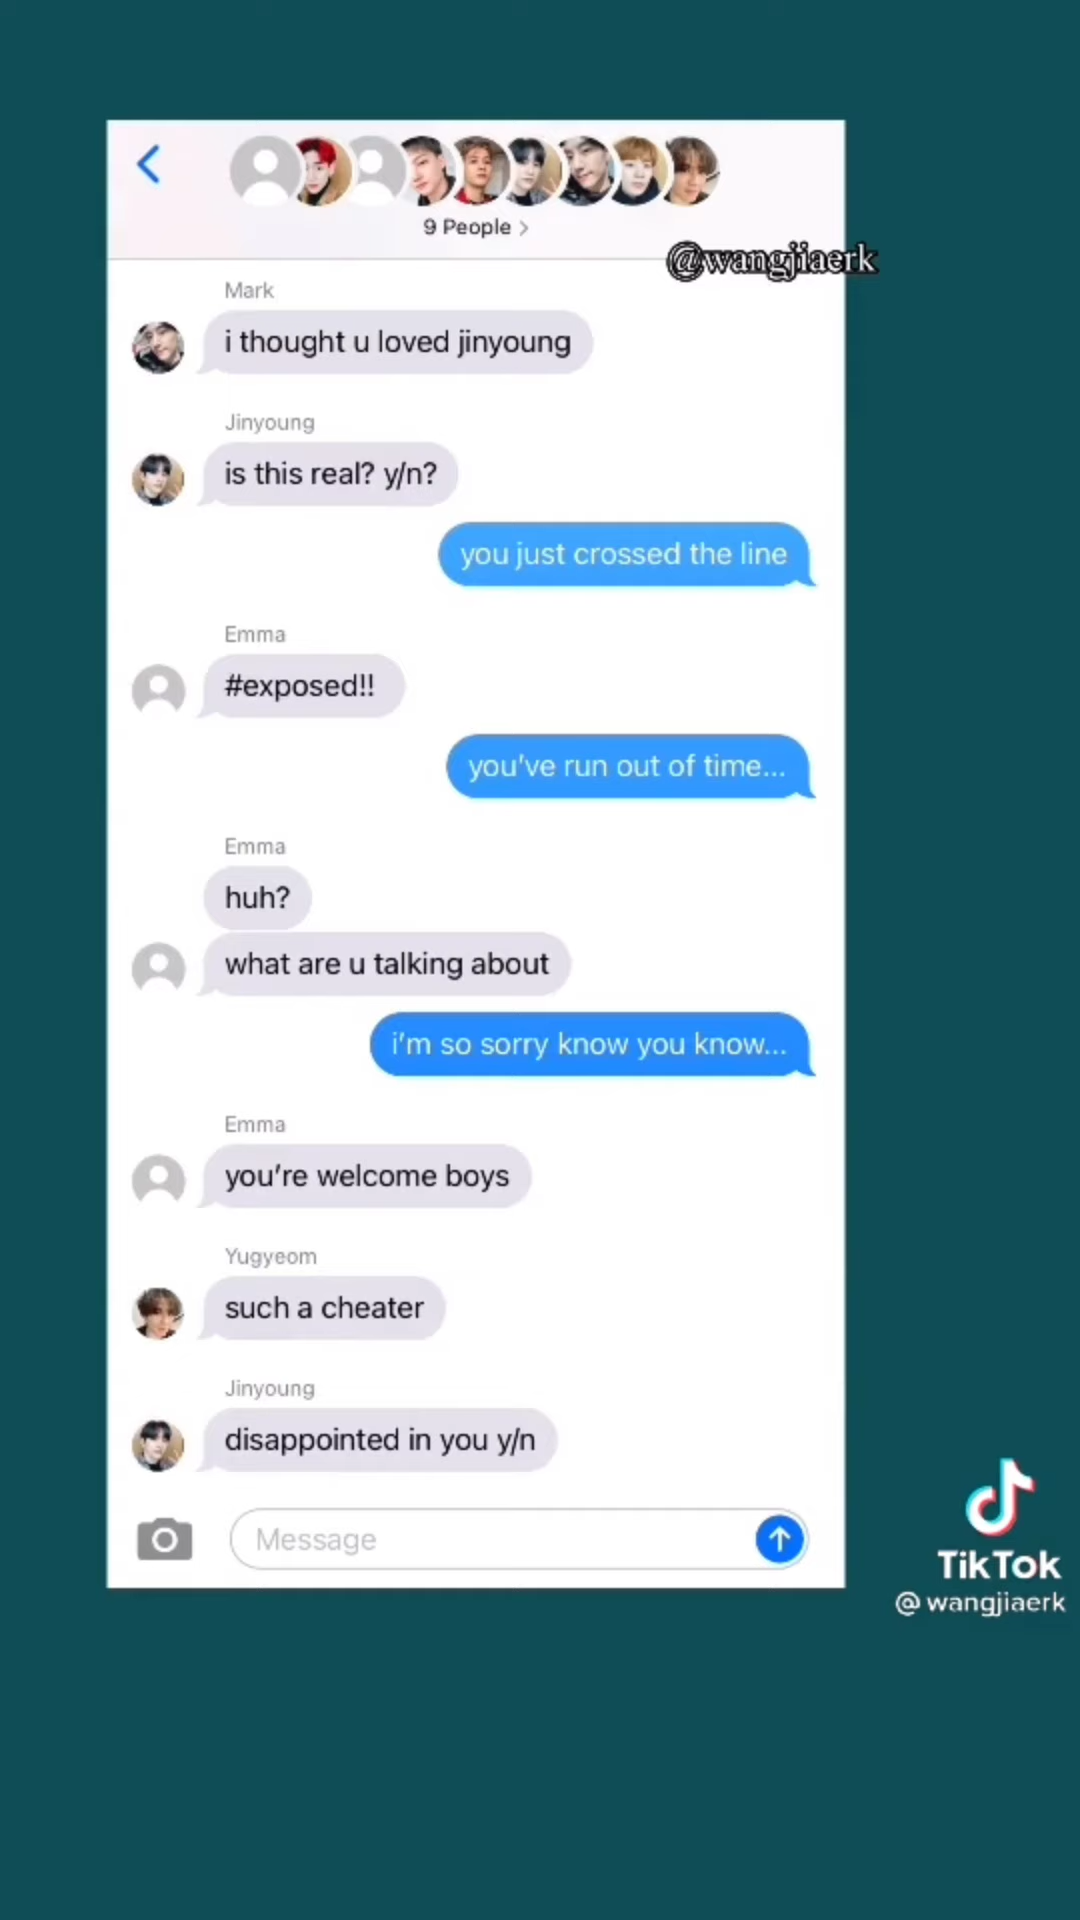 9 People >
@wangjiaerk
Mark
i thought u loved jinyoung
Jinyoung
is this real? y/n?
you just crossed the line
Emma
#exposed!!
you've run out of time...
Emma
huh?
what are u talking about
i'm so sorry know you know...
Emma
you're welcome boys
Yugyeom
such a cheater
Jinyoung
disappointed in you y/n
Message
TikTok
@wangjiaerk